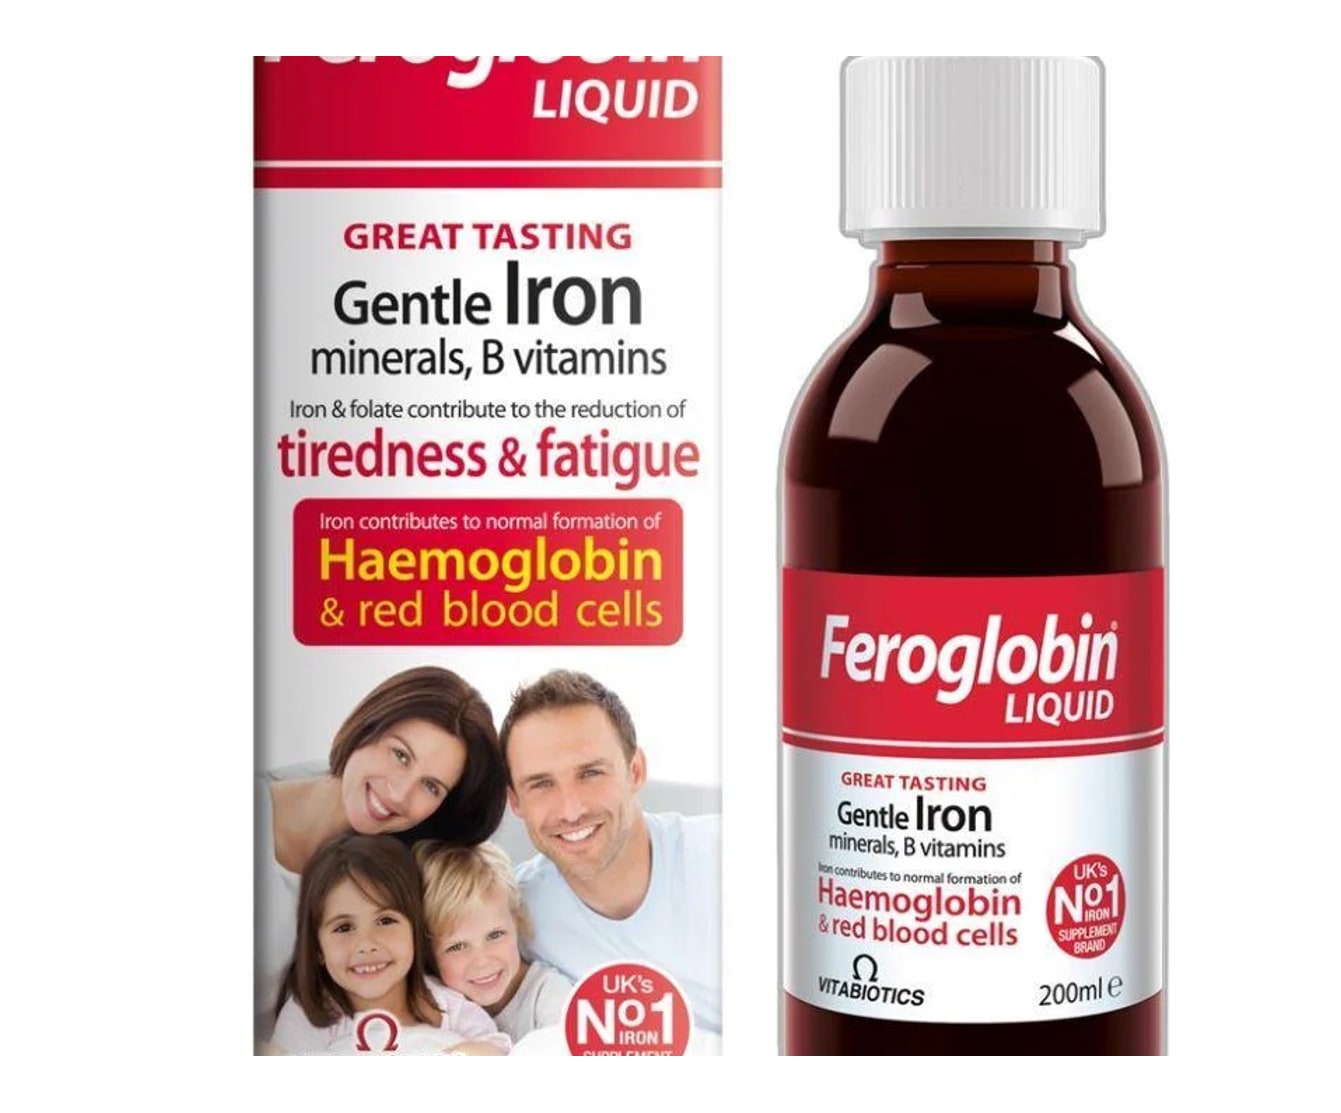 Feroglobin
LIQUID
GREAT TASTING
Gentle Iron
minerals, B vitamins
Iron & folate contribute to the reduction of
tiredness & fatigue
Iron contributes to normal formation of
Haemoglobin
& red blood cells
UK's
No1
IRON
SUPPLEMENT
Feroglobin®
LIQUID
GREAT TASTING
Gentle Iron
minerals, B vitamins
Iron contributes to normal formation of
Haemoglobin
& red blood cells
UK's
No1
IRON
SUPPLEMENT
BRAND
Ω
VITABIOTICS
200ml ℮